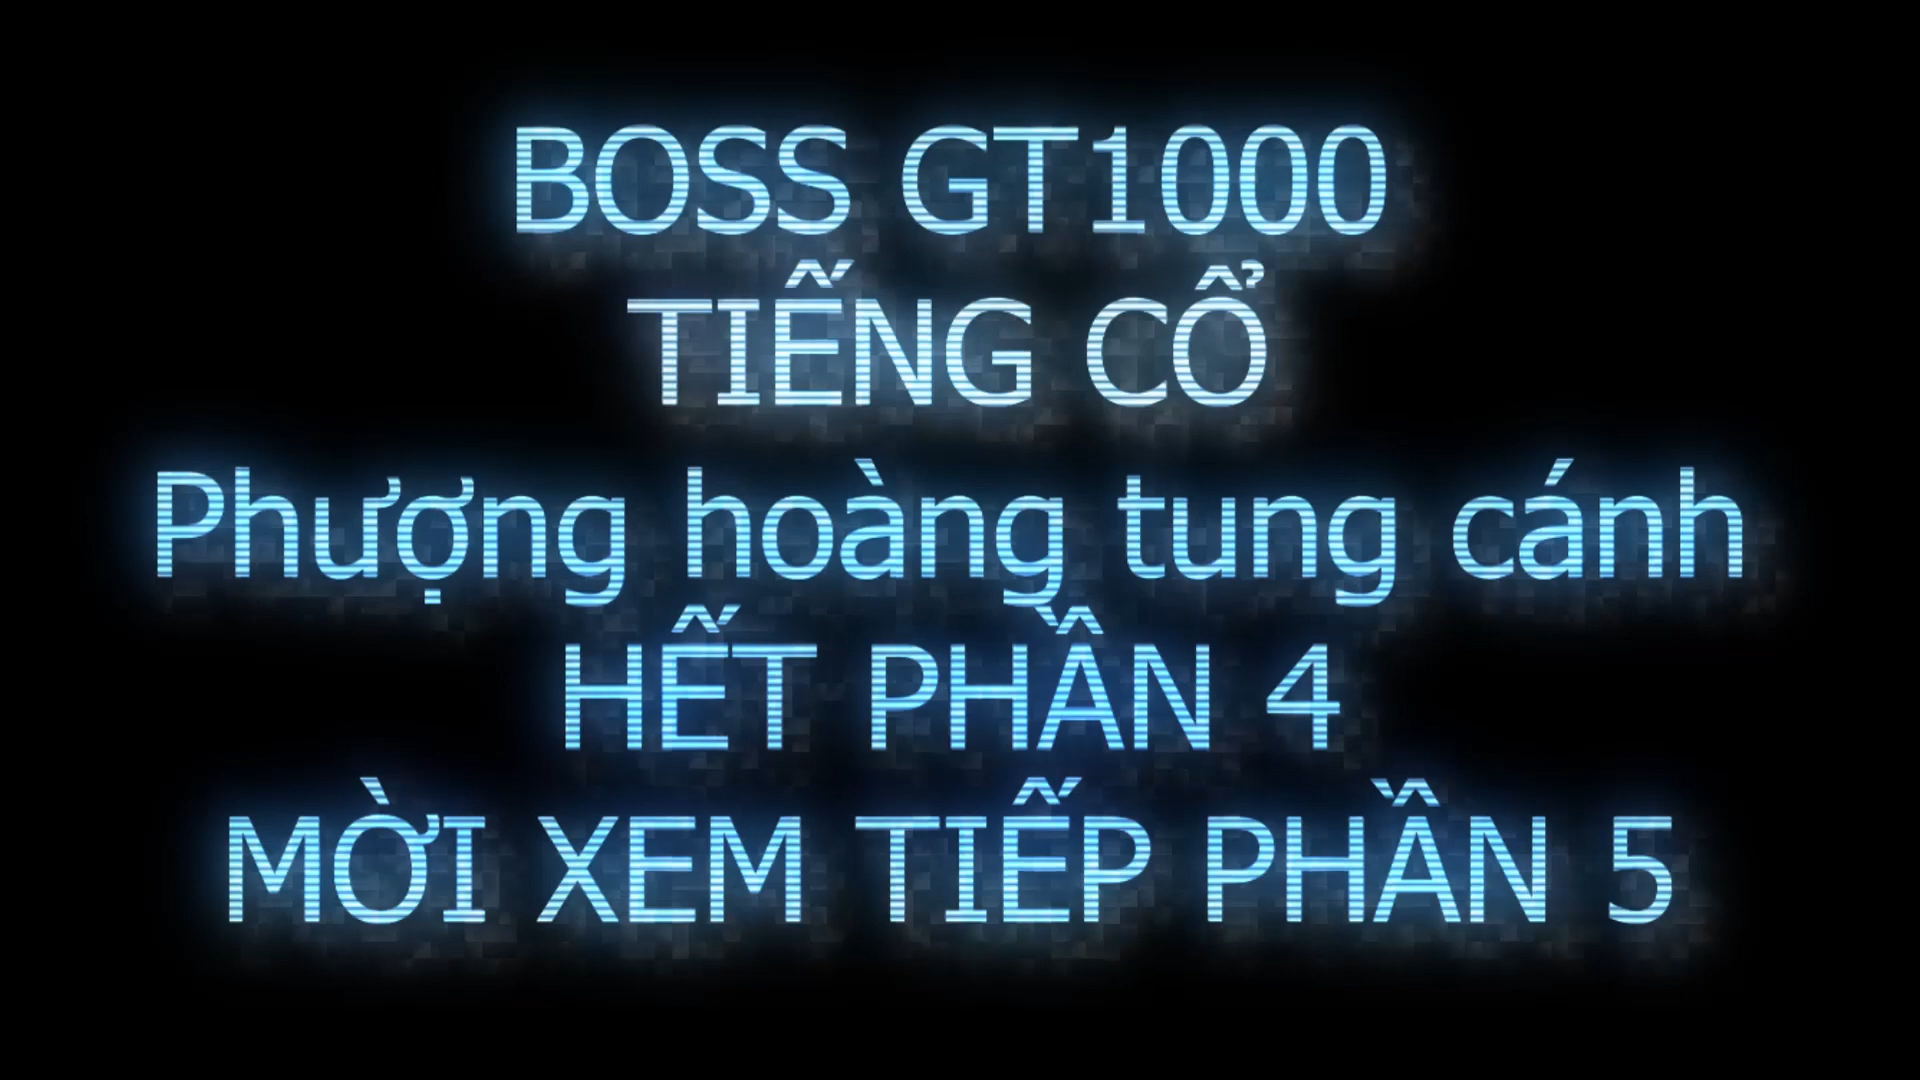 BOSS GT1000
TIẾNG CỔ
Phượng hoàng tung cánh
HẾT PHẦN 4
MỜI XEM TIẾP PHẦN 5